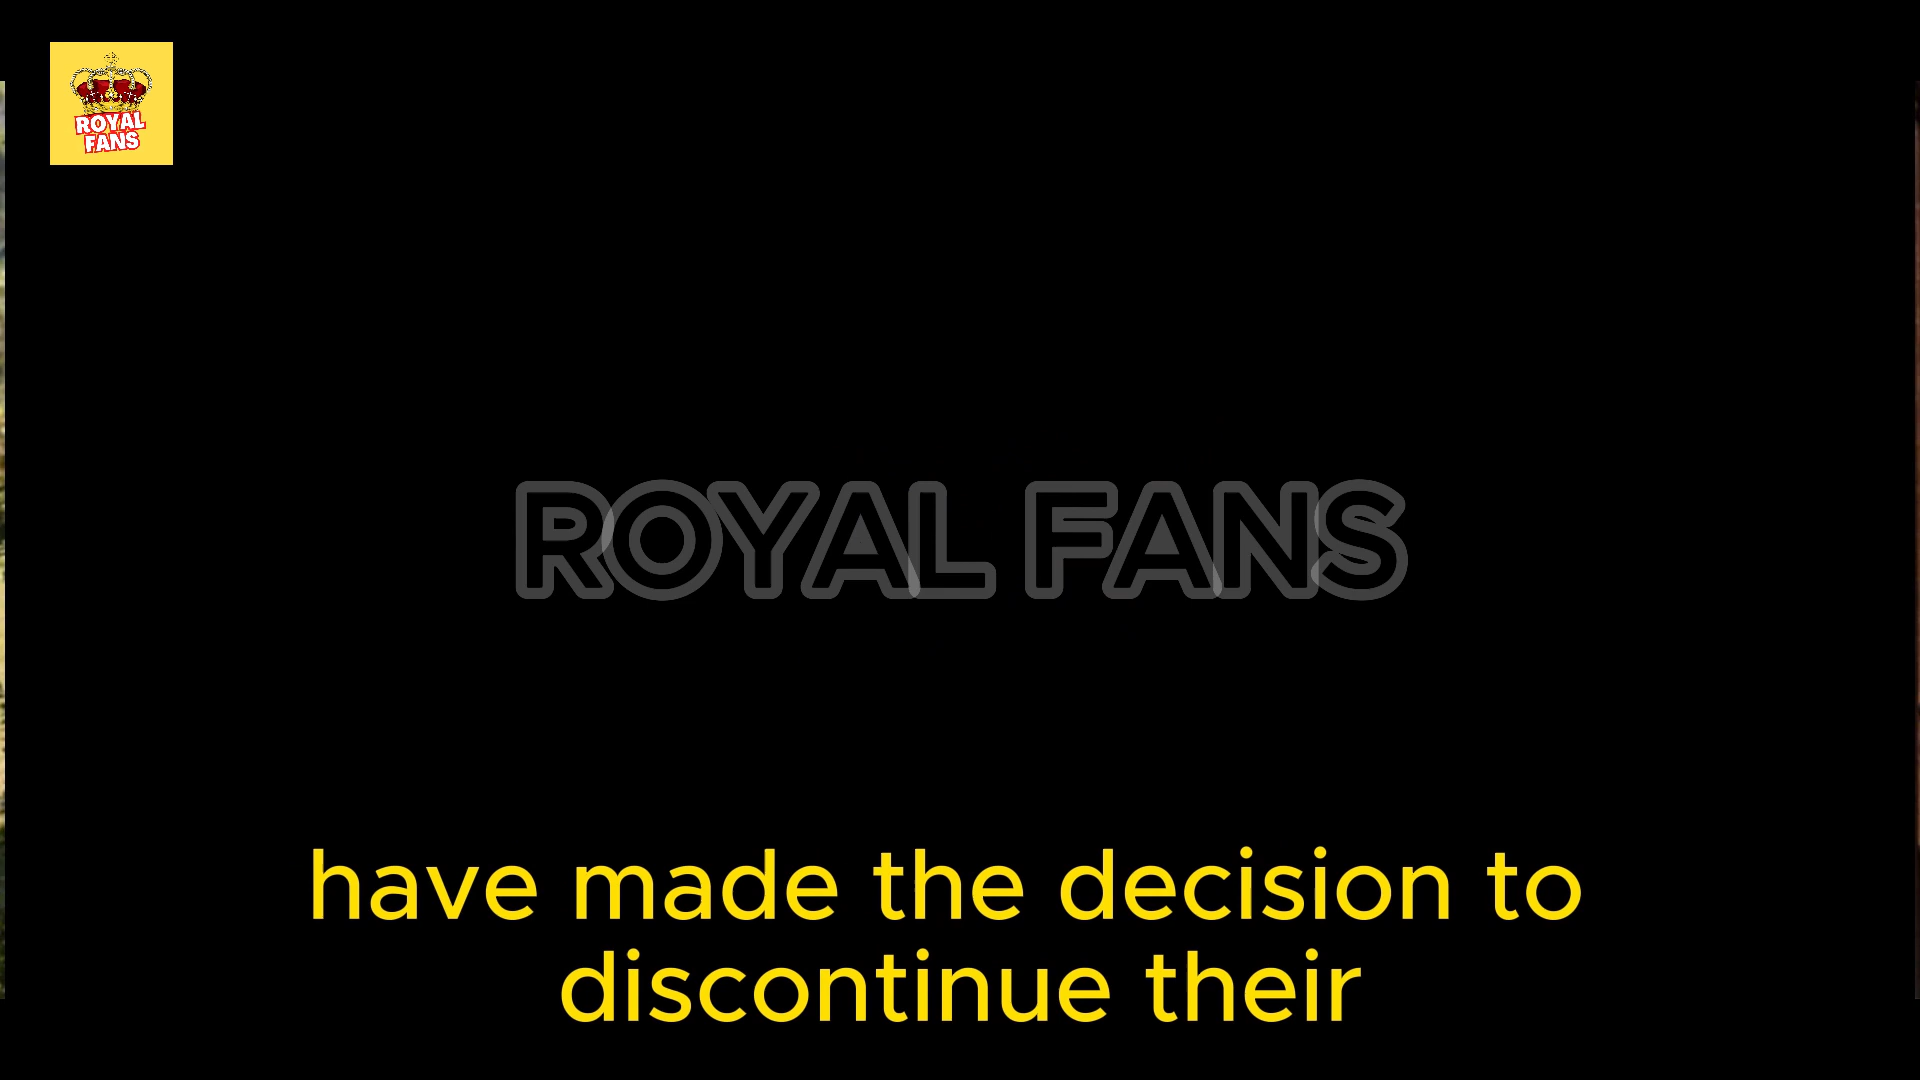 ROYAL
FANS
ROYAL FANS
have made the decision to
discontinue their